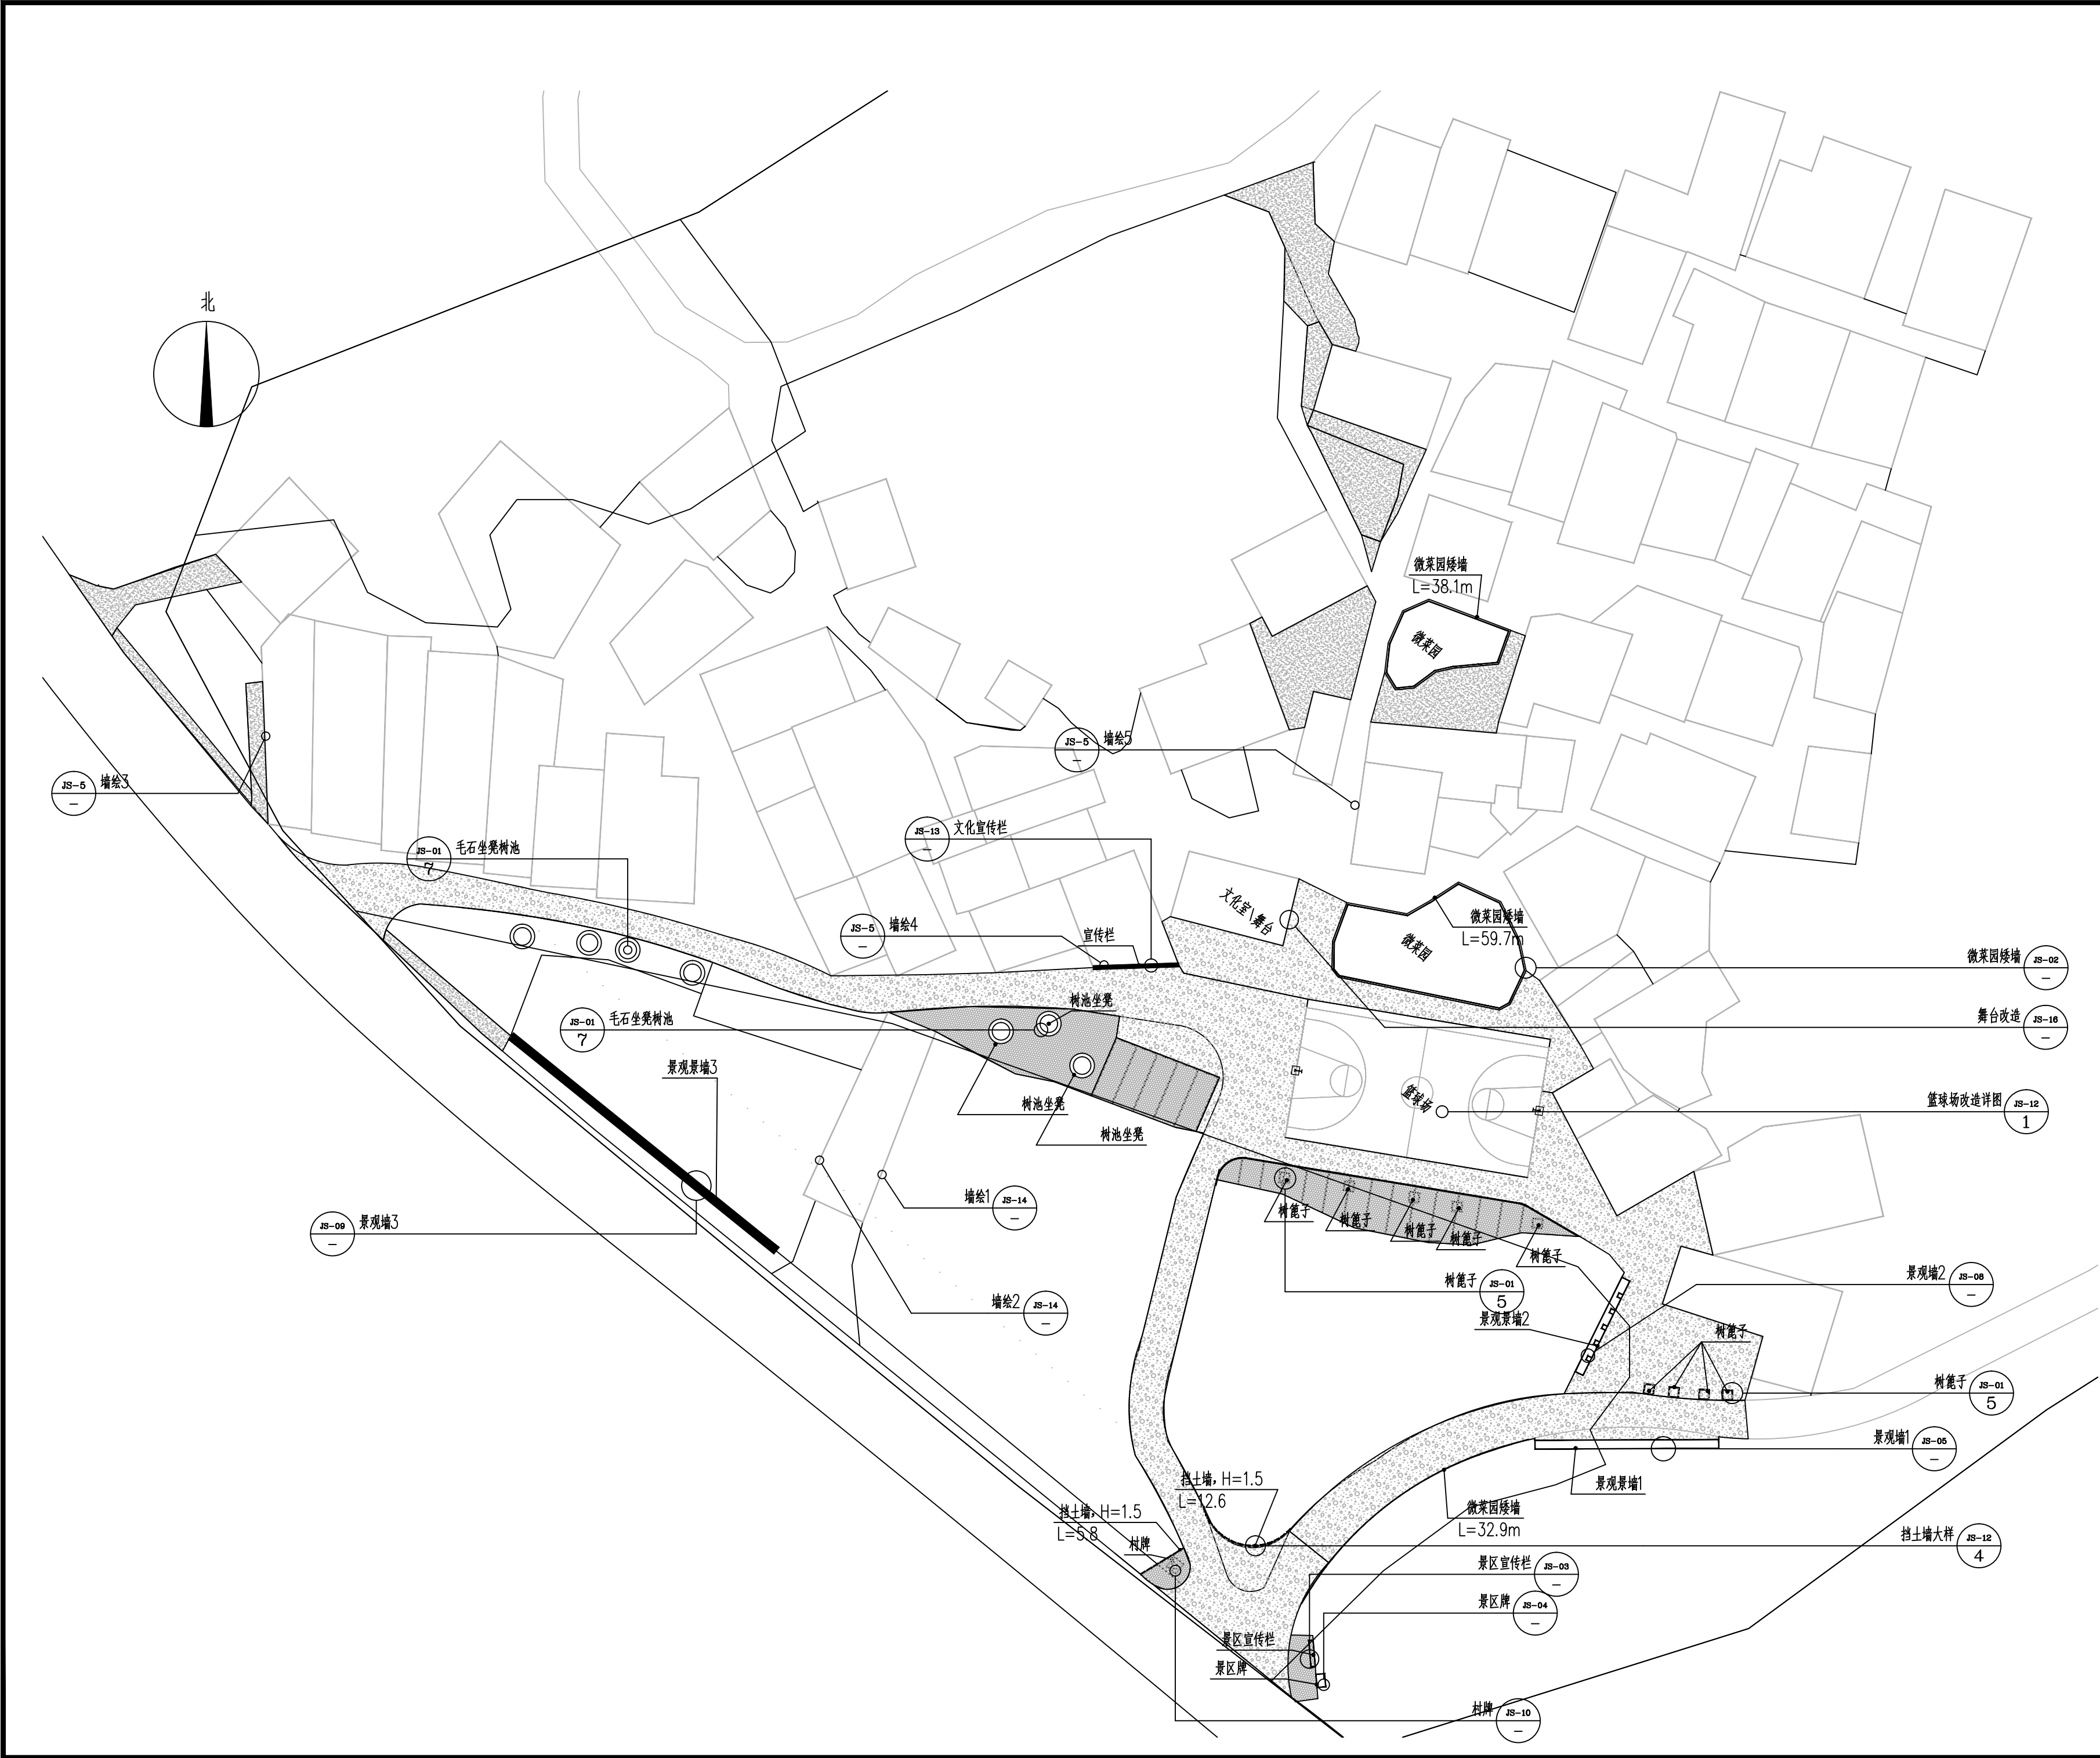 北
微菜园矮墙
L=38.1m
微菜园
JS-5
—
墙绘5
JS-5
—
墙绘3
JS-13
—
文化宣传栏
JS-01
7
毛石坐凳树池
文化室\舞台
JS-5
—
墙绘4
宣传栏
微菜园矮墙
L=59.7m
微菜园
微菜园矮墙
JS-02
—
树池坐凳
JS-01
7
毛石坐凳树池
舞台改造
JS-16
—
景观景墙3
树池坐凳
树池坐凳
篮球场
篮球场改造详图
JS-12
1
墙绘1
JS-14
—
JS-09
—
景观墙3
树篦子
树篦子
树篦子
树篦子
树篦子
树篦子
JS-01
5
景观墙2
JS-08
—
墙绘2
JS-14
—
景观景墙2
树篦子
树篦子
JS-01
5
景观墙1
JS-05
—
景观景墙1
挡土墙，H=1.5
L=12.6
挡土墙，H=1.5
L=5.8
村牌
微菜园矮墙
L=32.9m
挡土墙大样
JS-12
4
景区宣传栏
JS-03
—
景区牌
JS-04
—
景区宣传栏
景区牌
村牌
JS-10
—